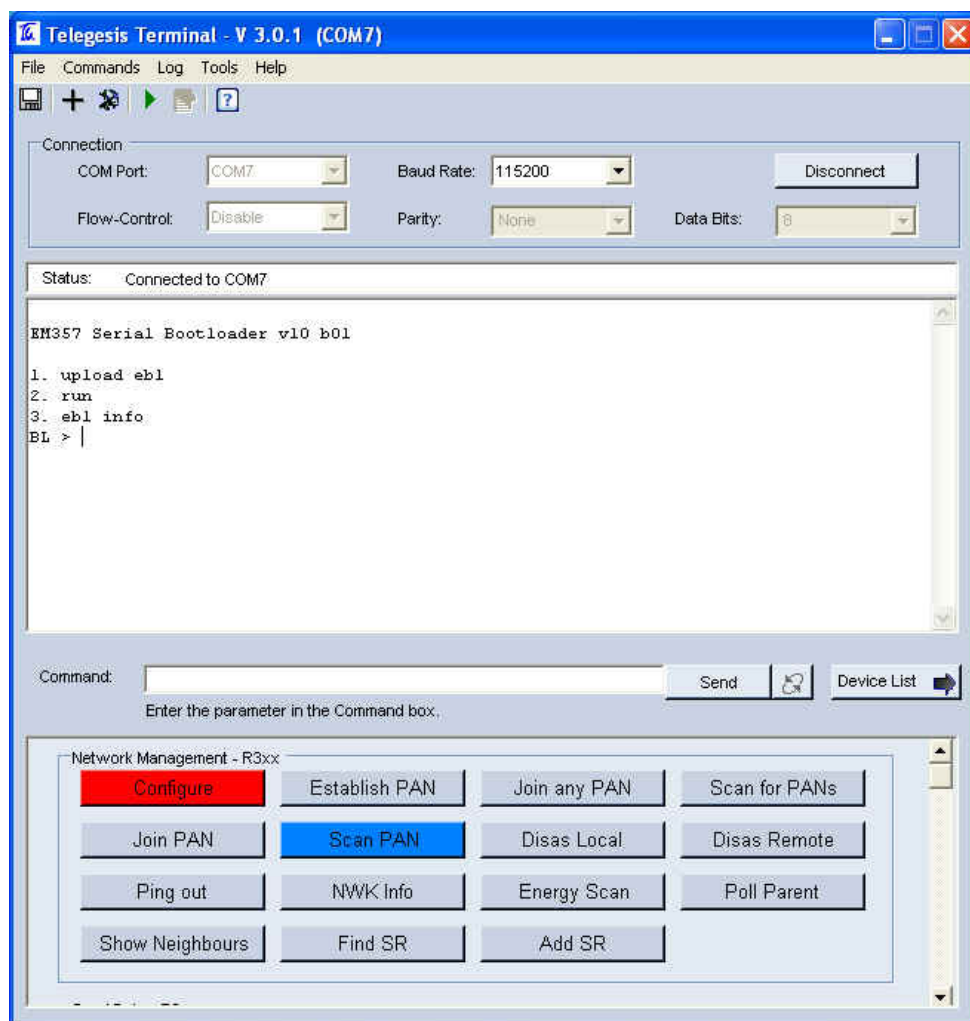 Telegesis Terminal - V 3.0.1 (COM7)
File Commands Log Tools Help
Connection
COM Port: COM7 Baud Rate: 115200 Disconnect
Flow-Control: Disable Parity: None Data Bits: 8
Status: Connected to COM7
EM357 Serial Bootloader v10 b01
1. upload ebl
2. run
3. ebl info
BL >
Command: Send Device List
Enter the parameter in the Command box.
Network Management - R3xx
Configure Establish PAN Join any PAN Scan for PANs
Join PAN Scan PAN Disas Local Disas Remote
Ping out NWK Info Energy Scan Poll Parent
Show Neighbours Find SR Add SR